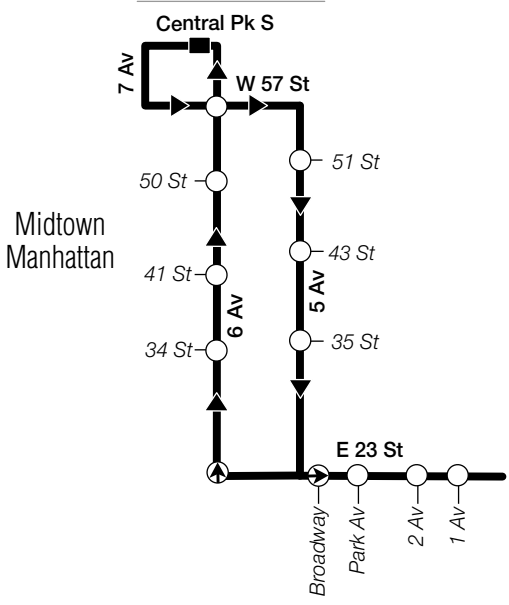 Central Pk S
7 Av
W 57 St
51 St
50 St
Midtown
Manhattan
43 St
41 St
5 Av
6 Av
35 St
34 St
E 23 St
Broadway
Park Av
2 Av
1 Av